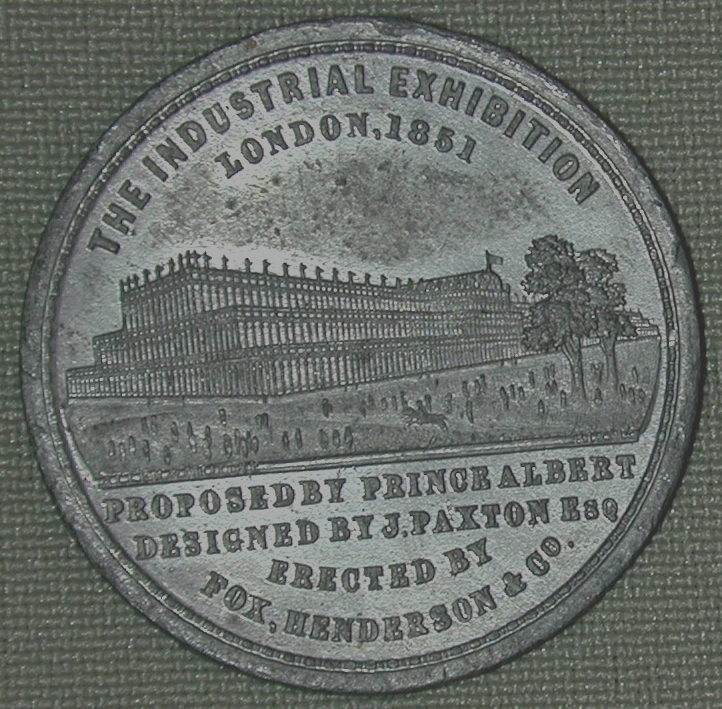 THE INDUSTRIAL EXHIBITION
LONDON, 1851
PROPOSED BY PRINCE ALBERT
DESIGNED BY J. PAXTON ESQ
ERECTED BY
FOX, HENDERSON & Co.